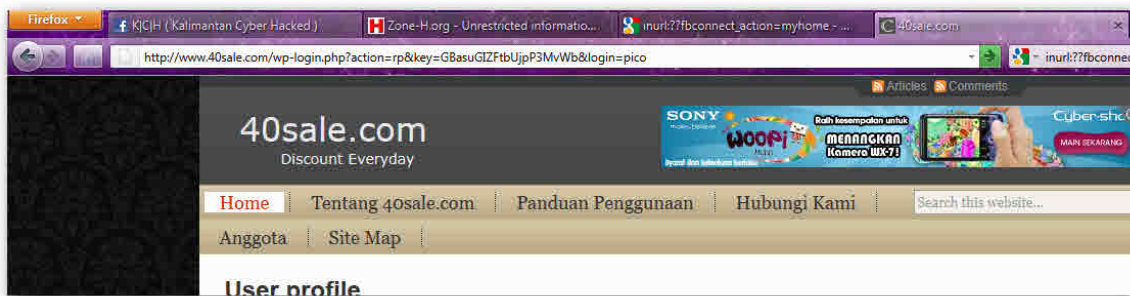 Firefox
K|C|H ( Kalimantan Cyber Hacked )
Zone-H.org - Unrestricted informatio...
inurl:??fbconnect_action=myhome - ...
40sale.com
http://www.40sale.com/wp-login.php?action=rp&key=GBasuGIZFtbUjpP3MvWb&login=pico
inurl:??fbconnec
Articles
Comments
40sale.com
Discount Everyday
SONY
WOOPi
Raih kesempatan untuk
MENANGKAN
Kamera WX-7!
Cyber-sho
MAIN SEKARANG
Home
Tentang 40sale.com
Panduan Penggunaan
Hubungi Kami
Search this website...
Anggota
Site Map
User profile